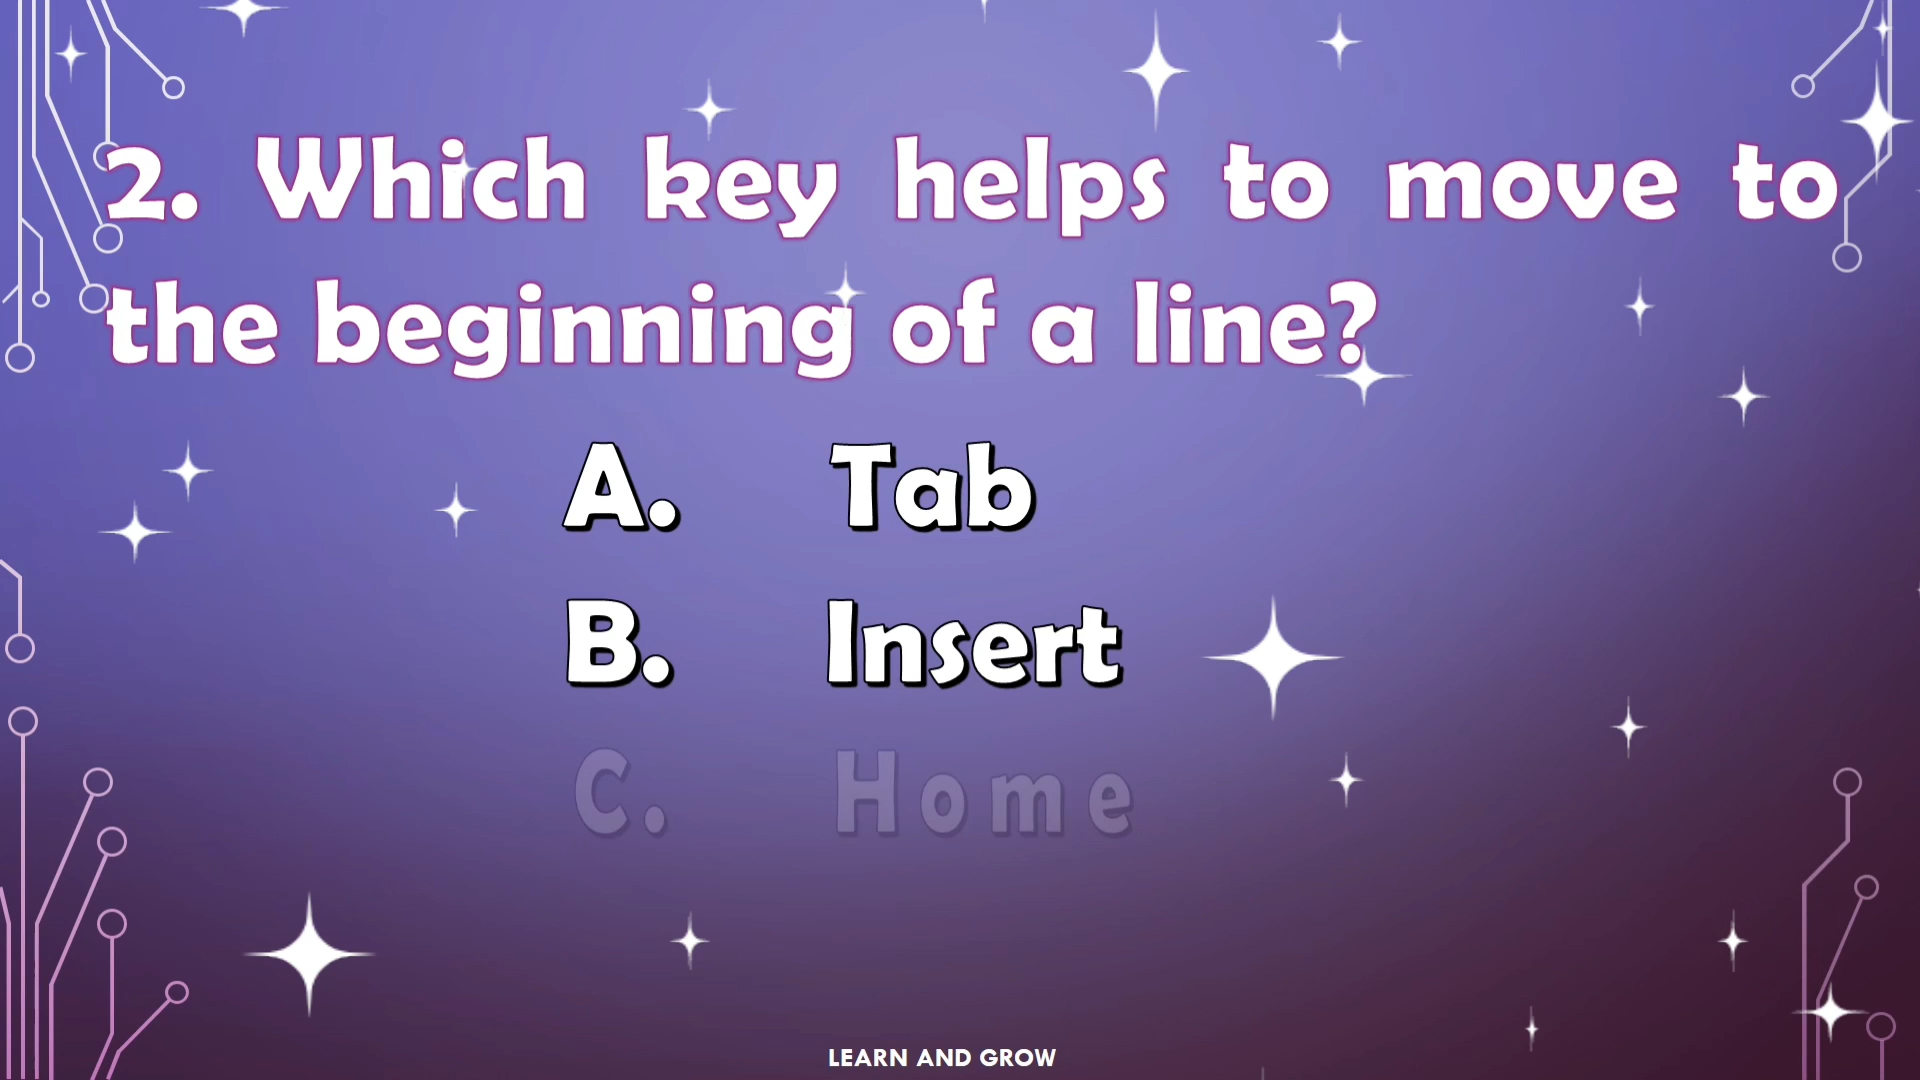 2. Which key helps to move to
the beginning of a line?
A. Tab
B. Insert
C. Home
LEARN AND GROW